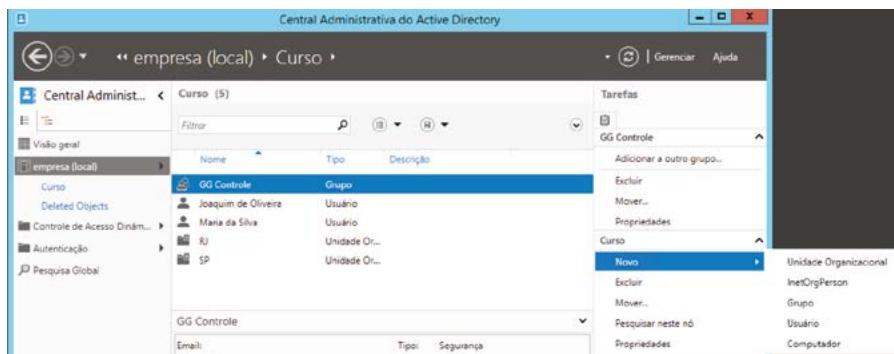 Central Administrativa do Active Directory
empresa (local) Curso
Gerenciar Ajuda
Central Administ...
Visão geral
empresa (local)
Curso
Deleted Objects
Controle de Acesso Dinâm...
Autenticação
Pesquisa Global
Curso (5)
Filtrar
Nome Tipo Descrição
GG Controle Grupo
Joaquim de Oliveira Usuário
Maria da Silva Usuário
RJ Unidade Or...
SP Unidade Or...
GG Controle
Email: Tipo: Segurança
Tarefas
GG Controle
Adicionar a outro grupo...
Excluir
Mover...
Propriedades
Curso
Novo
Excluir
Mover...
Pesquisar neste nó
Propriedades
Unidade Organizacional
InetOrgPerson
Grupo
Usuário
Computador